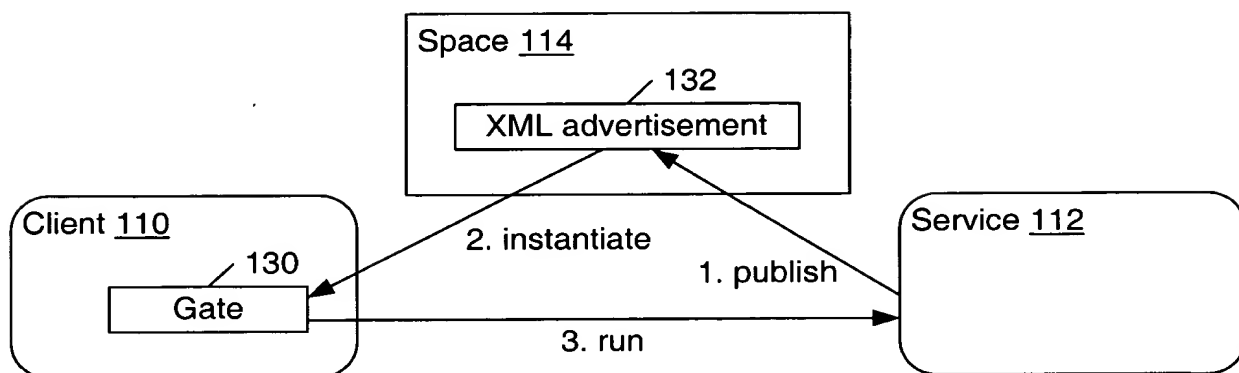 Space 114
132
XML advertisement
Client 110
2. instantiate
Service 112
130
1. publish
Gate
3. run